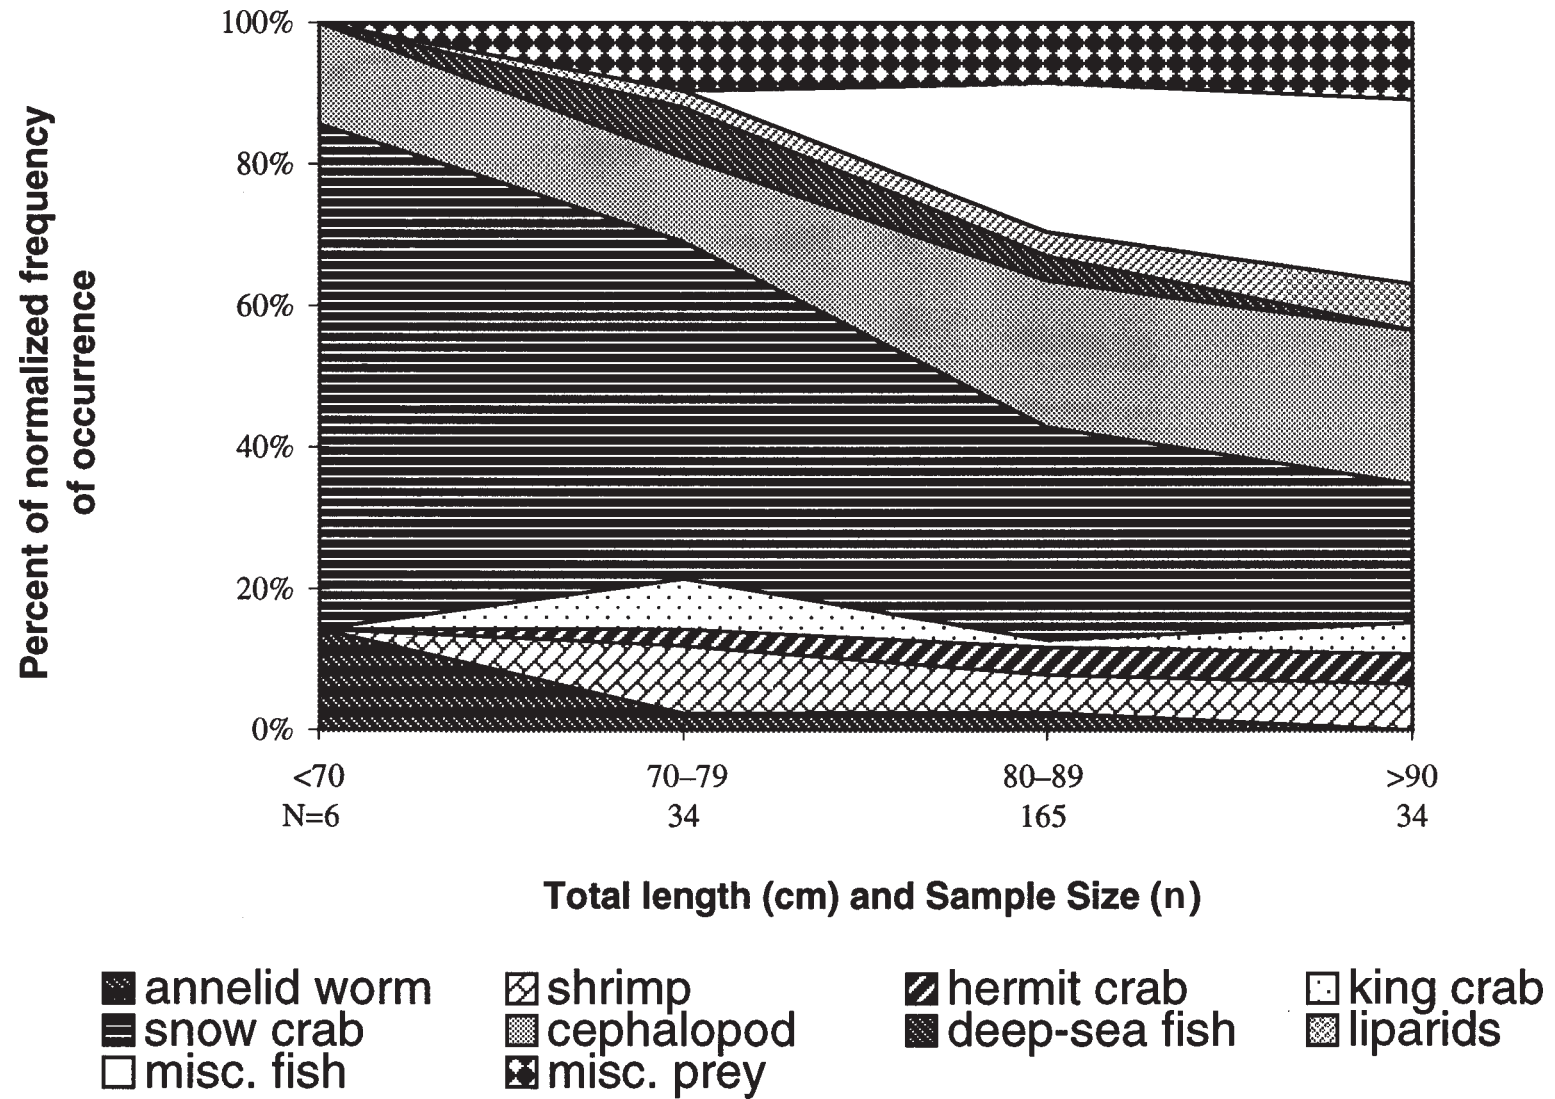 Percent of normalized frequency
of occurrence
100%
80%
60%
40%
20%
0%
<70 70–79 80–89 >90
N=6 34 165 34
Total length (cm) and Sample Size (n)
annelid worm shrimp hermit crab king crab
snow crab cephalopod deep-sea fish liparids
misc. fish misc. prey